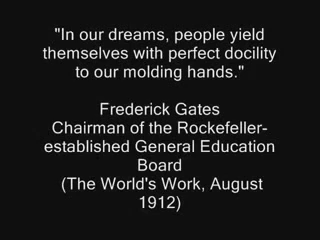 "In our dreams, people yield
themselves with perfect docility
to our molding hands."
Frederick Gates
Chairman of the Rockefeller-
established General Education
Board
(The World's Work, August
1912)